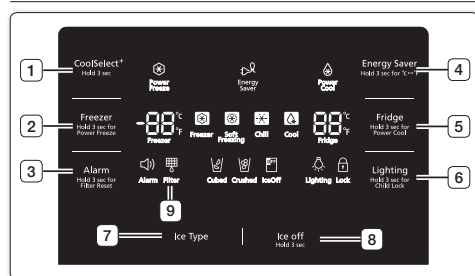 CoolSelect+
Hold 3 sec
Power
Freeze
Energy
Saver
Power
Cool
Energy Saver
Hold 3 sec for °C↔°F
1
4
Freezer
Hold 3 sec for
Power Freeze
-88 °C °F
Freezer
Freezer
Soft
Freezing
Chill
Cool
88 °C °F
Fridge
Fridge
Hold 3 sec for
Power Cool
2
5
Alarm
Hold 3 sec for
Filter Reset
Alarm
Filter
Cubed
Crushed
IceOff
OFF
Lighting
Lock
Lighting
Hold 3 sec for
Child Lock
3
6
9
7
Ice Type
Ice off
Hold 3 sec
8